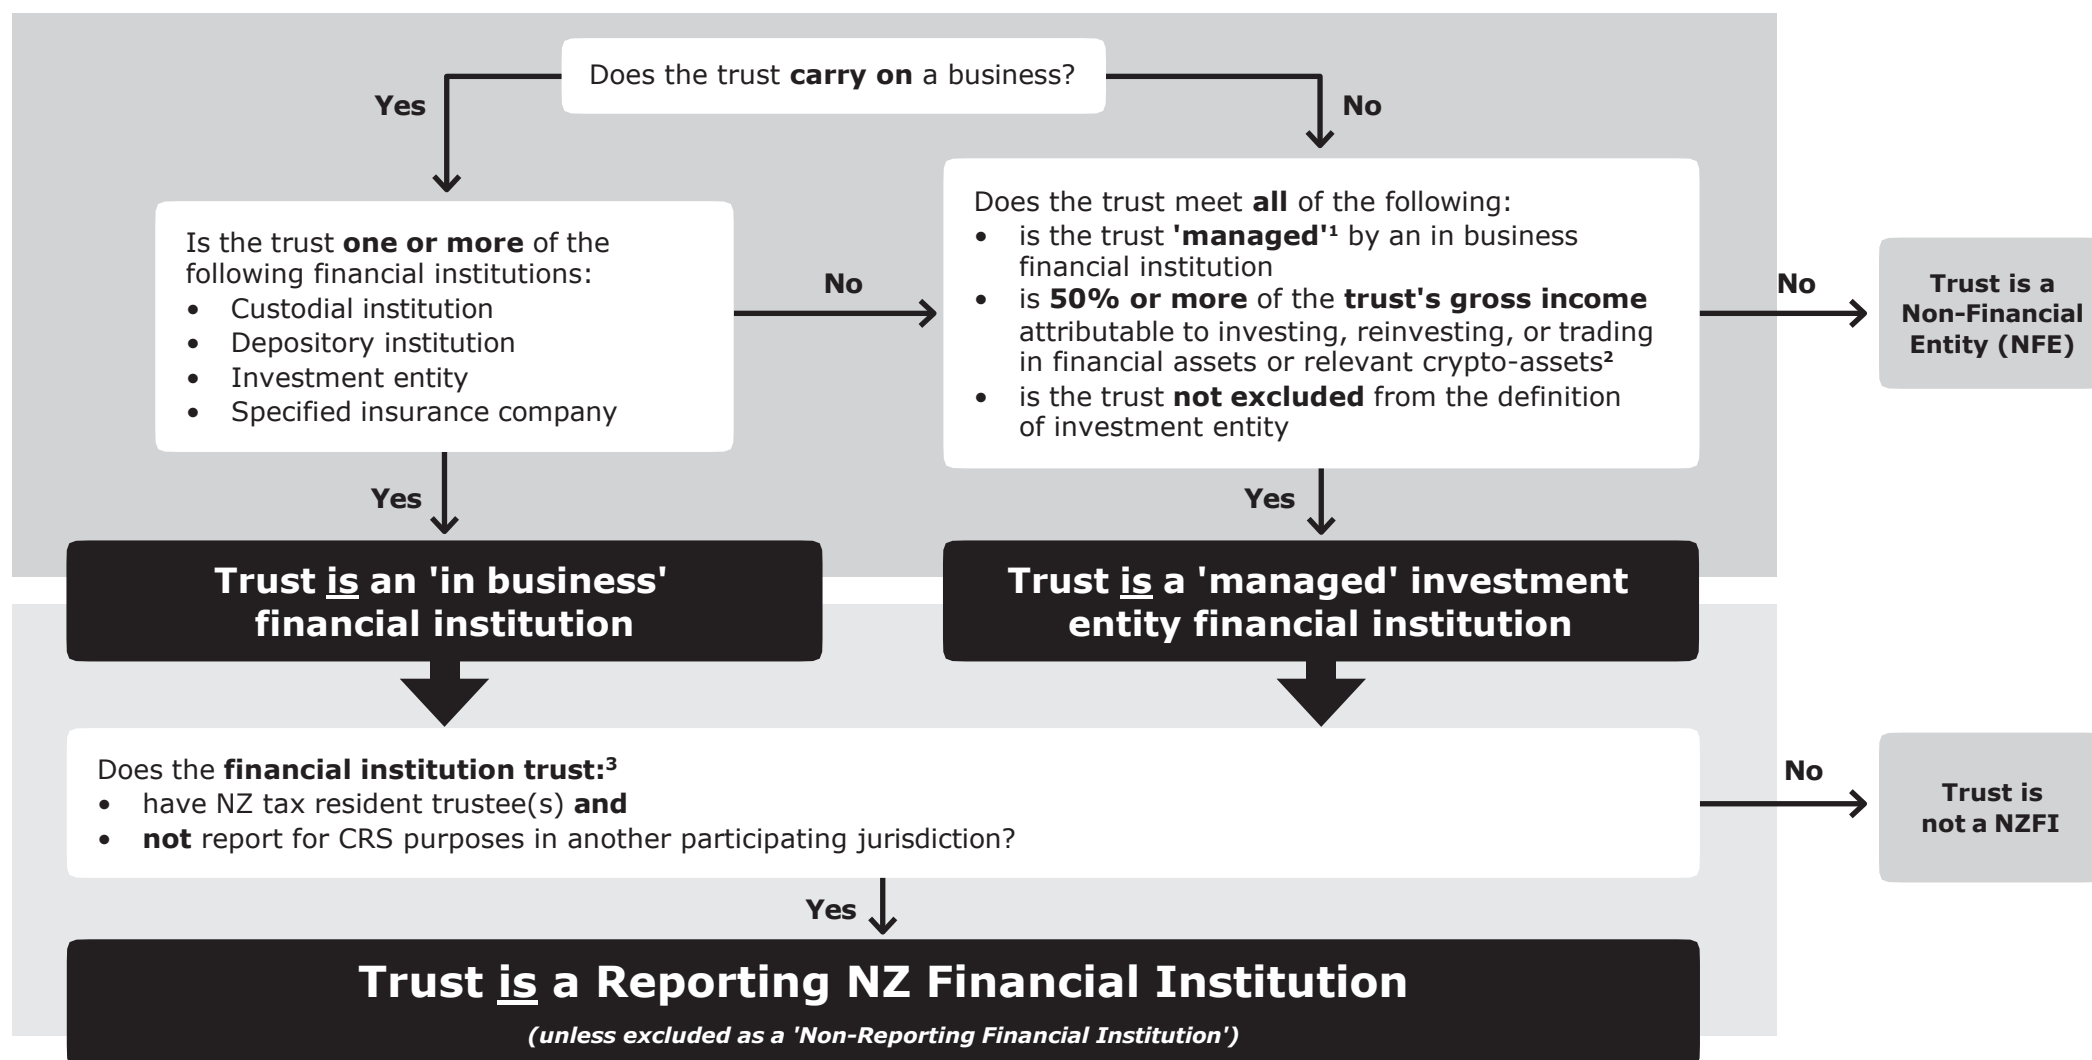 Does the trust carry on a business?
Yes
No
Is the trust one or more of the
following financial institutions:
• Custodial institution
• Depository institution
• Investment entity
• Specified insurance company
No
Does the trust meet all of the following:
• is the trust 'managed'¹ by an in business
financial institution
• is 50% or more of the trust's gross income
attributable to investing, reinvesting, or trading
in financial assets or relevant crypto-assets²
• is the trust not excluded from the definition
of investment entity
No
Trust is a
Non-Financial
Entity (NFE)
Yes
Yes
Trust is an 'in business'
financial institution
Trust is a 'managed' investment
entity financial institution
Does the financial institution trust:³
• have NZ tax resident trustee(s) and
• not report for CRS purposes in another participating jurisdiction?
No
Trust is
not a NZFI
Yes
Trust is a Reporting NZ Financial Institution
(unless excluded as a 'Non-Reporting Financial Institution')